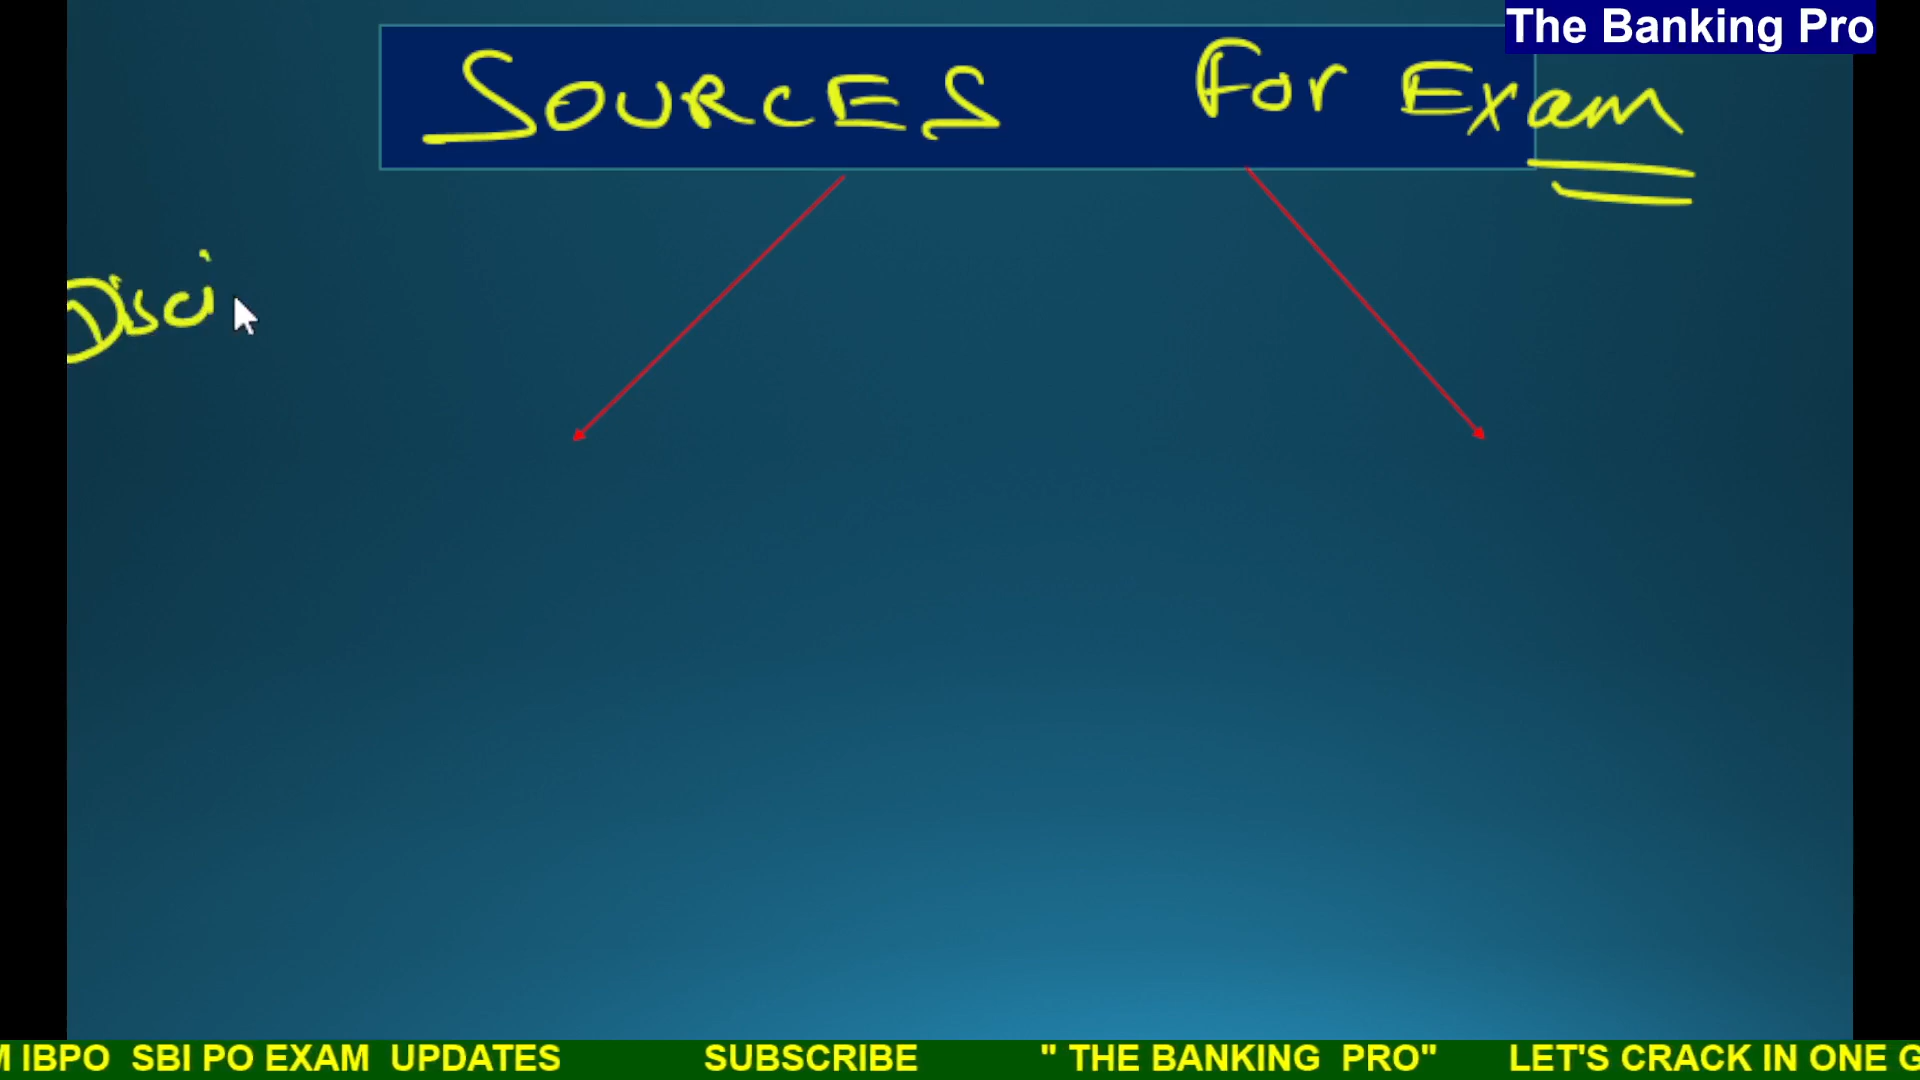 The Banking Pro
SOURCES For Exam
Disci
M IBPO SBI PO EXAM UPDATES SUBSCRIBE " THE BANKING PRO" LET'S CRACK IN ONE G